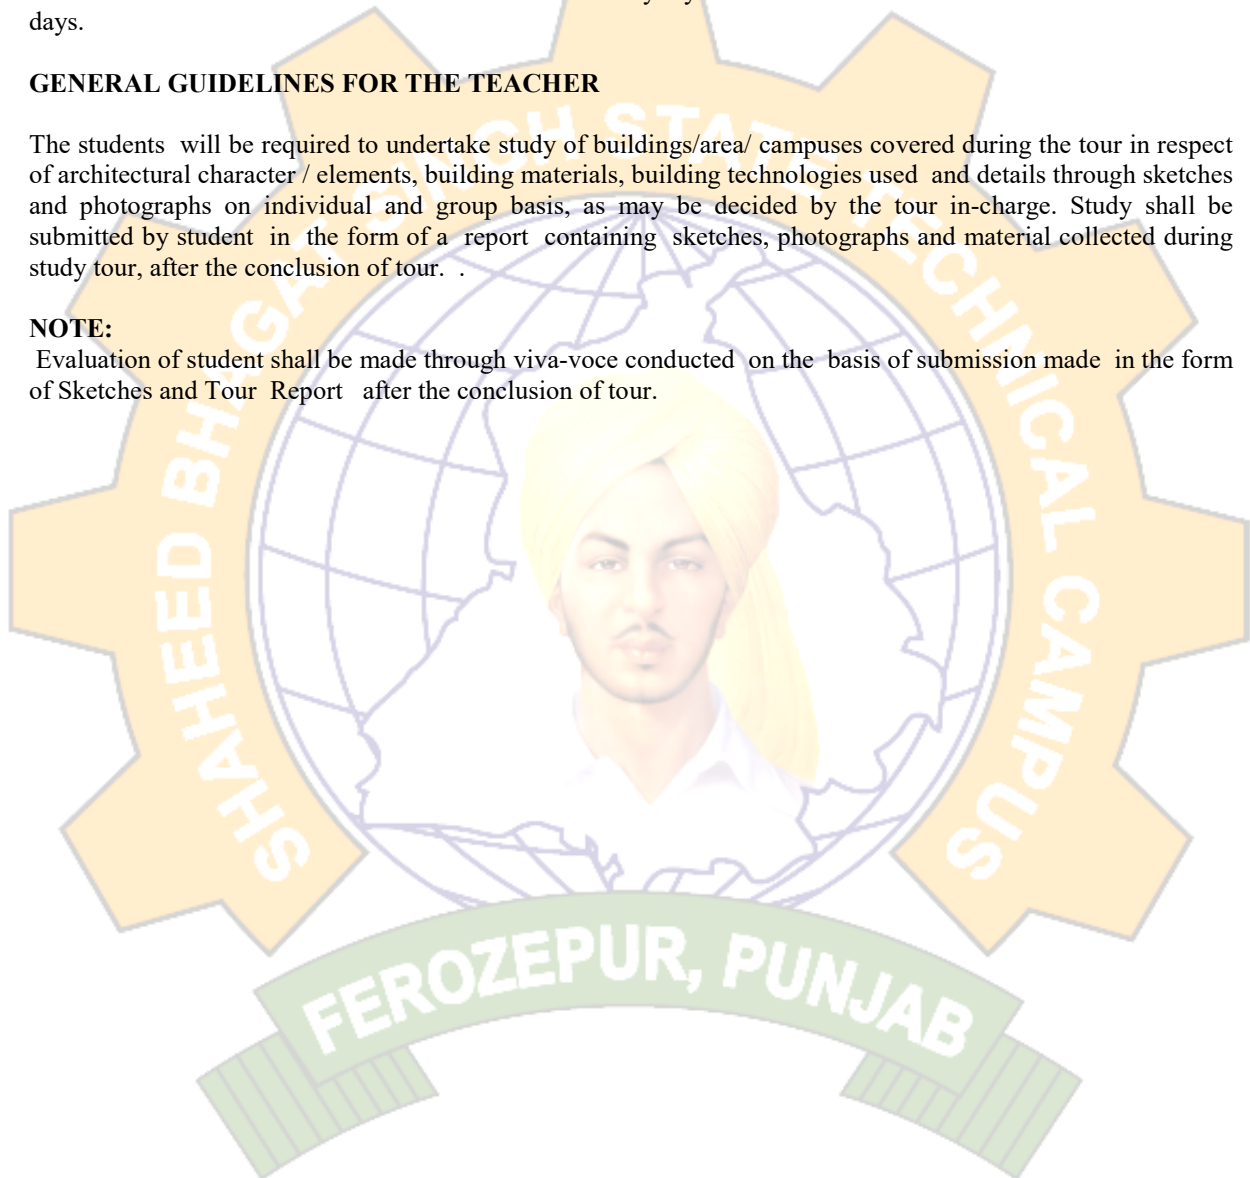 days.
GENERAL GUIDELINES FOR THE TEACHER
The students will be required to undertake study of buildings/area/ campuses covered during the tour in respect
of architectural character / elements, building materials, building technologies used and details through sketches
and photographs on individual and group basis, as may be decided by the tour in-charge. Study shall be
submitted by student in the form of a report containing sketches, photographs and material collected during
study tour, after the conclusion of tour. .
NOTE:
Evaluation of student shall be made through viva-voce conducted on the basis of submission made in the form
of Sketches and Tour Report after the conclusion of tour.
SHAHEED BHAGAT SINGH STATE TECHNICAL CAMPUS
FEROZEPUR, PUNJAB